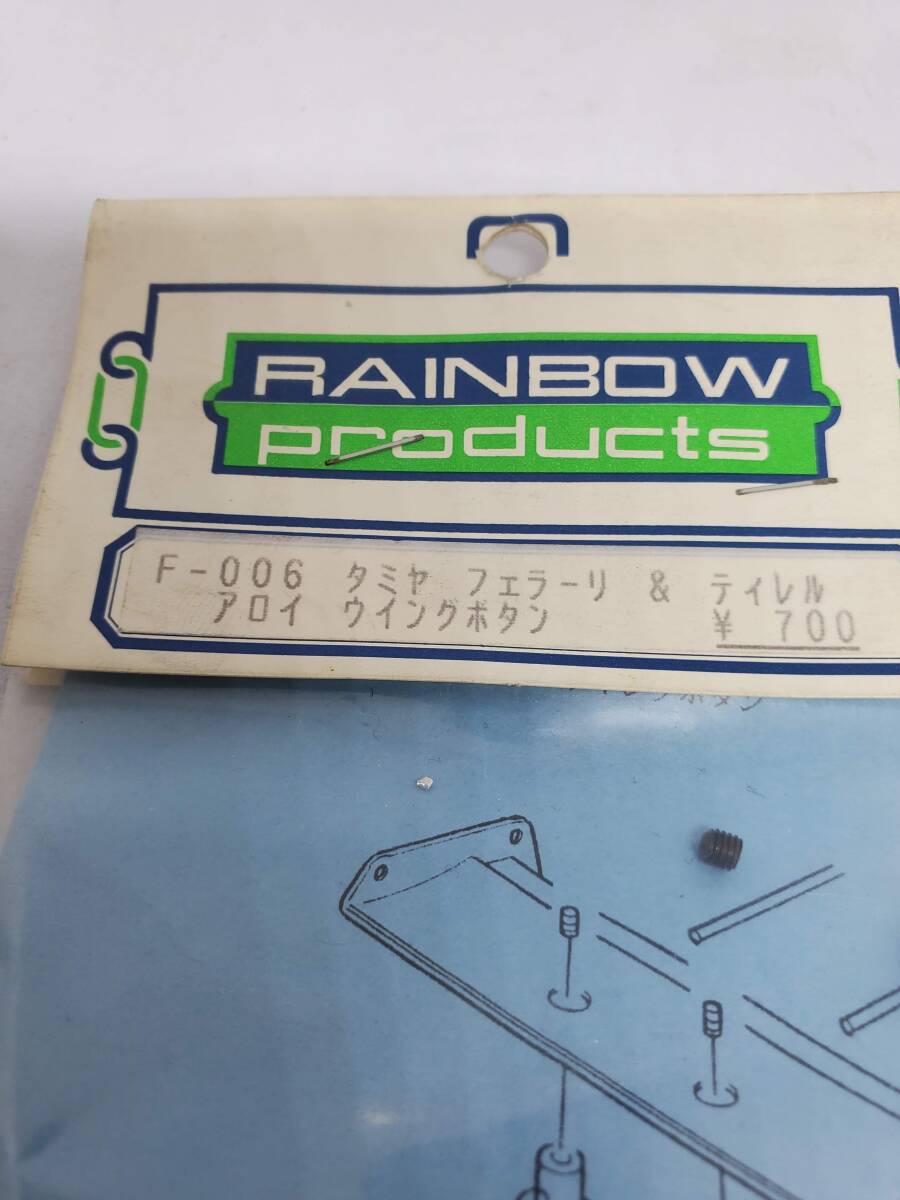 RAINBOW
products
F-006 タミヤ フェラーリ & ティレル
アロイ ウイングボタン ¥ 700